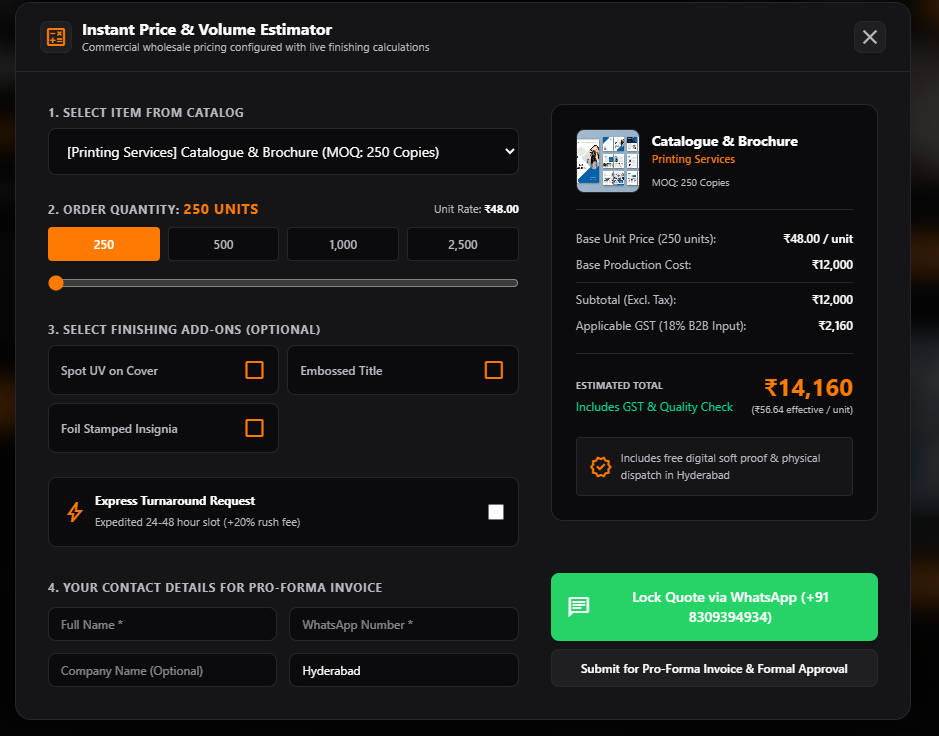 Instant Price & Volume Estimator
Commercial wholesale pricing configured with live finishing calculations
1. SELECT ITEM FROM CATALOG
[Printing Services] Catalogue & Brochure (MOQ: 250 Copies)
2. ORDER QUANTITY: 250 UNITS
Unit Rate: ₹48.00
250
500
1,000
2,500
3. SELECT FINISHING ADD-ONS (OPTIONAL)
Spot UV on Cover
Embossed Title
Foil Stamped Insignia
Express Turnaround Request
Expedited 24-48 hour slot (+20% rush fee)
4. YOUR CONTACT DETAILS FOR PRO-FORMA INVOICE
Full Name *
WhatsApp Number *
Company Name (Optional)
Hyderabad
Catalogue & Brochure
Printing Services
MOQ: 250 Copies
Base Unit Price (250 units): ₹48.00 / unit
Base Production Cost: ₹12,000
Subtotal (Excl. Tax): ₹12,000
Applicable GST (18% B2B Input): ₹2,160
ESTIMATED TOTAL
Includes GST & Quality Check
₹14,160
(₹56.64 effective / unit)
Includes free digital soft proof & physical
dispatch in Hyderabad
Lock Quote via WhatsApp (+91
8309394934)
Submit for Pro-Forma Invoice & Formal Approval